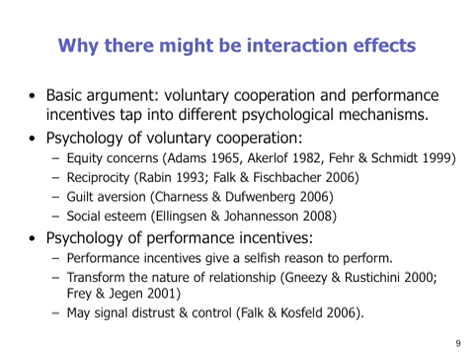 Why there might be interaction effects
• Basic argument: voluntary cooperation and performance
incentives tap into different psychological mechanisms.
• Psychology of voluntary cooperation:
– Equity concerns (Adams 1965, Akerlof 1982, Fehr & Schmidt 1999)
– Reciprocity (Rabin 1993; Falk & Fischbacher 2006)
– Guilt aversion (Charness & Dufwenberg 2006)
– Social esteem (Ellingsen & Johannesson 2008)
• Psychology of performance incentives:
– Performance incentives give a selfish reason to perform.
– Transform the nature of relationship (Gneezy & Rustichini 2000;
Frey & Jegen 2001)
– May signal distrust & control (Falk & Kosfeld 2006).
9